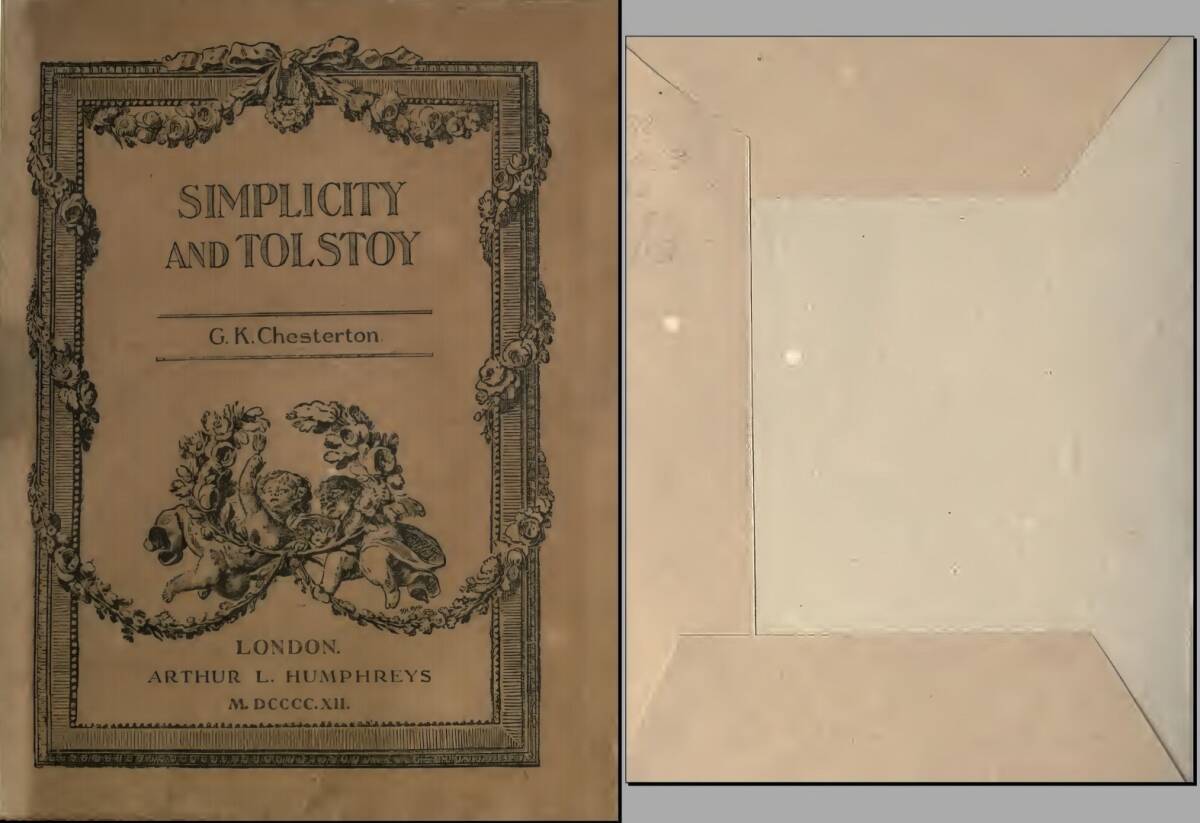 SIMPLICITY
AND TOLSTOY
G. K. Chesterton
LONDON.
ARTHUR L. HUMPHREYS
M. DCCCC.XII.